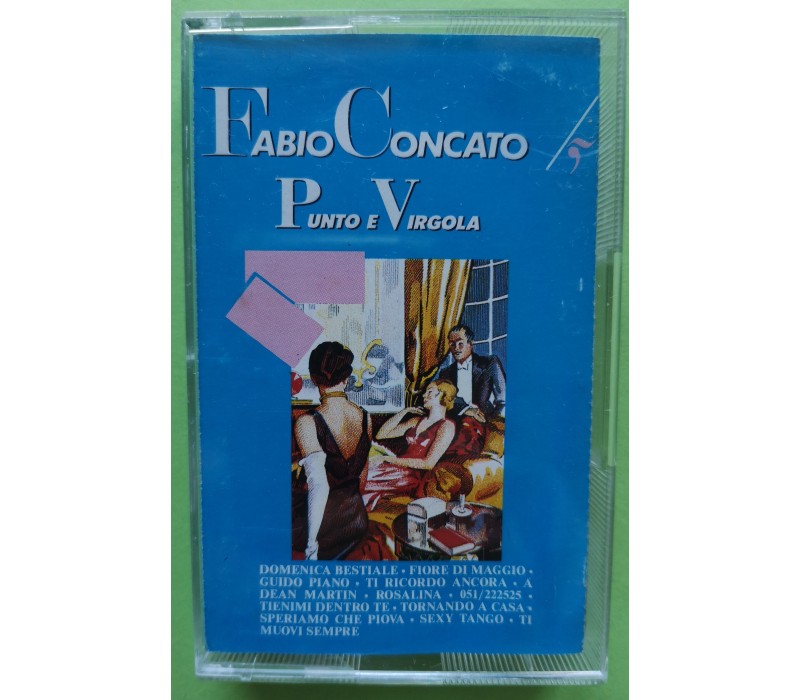 FABIO CONCATO
PUNTO E VIRGOLA
DOMENICA BESTIALE • FIORE DI MAGGIO •
GUIDO PIANO • TI RICORDO ANCORA • A
DEAN MARTIN • ROSALINA • 051/222525 •
TIENIMI DENTRO TE • TORNANDO A CASA •
SPERIAMO CHE PIOVA • SEXY TANGO • TI
MUOVI SEMPRE